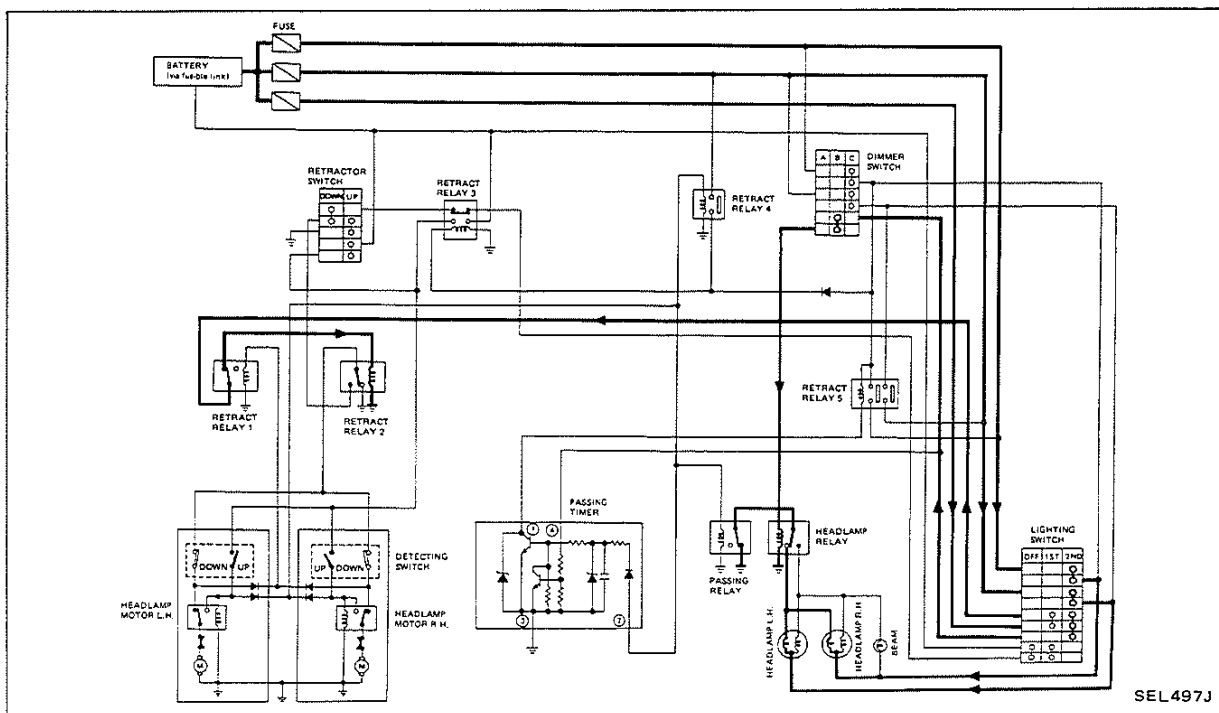 FUSE
BATTERY
(via fusible link)
RETRACTOR
SWITCH
DOWN UP
RETRACT
RELAY 3
RETRACT
RELAY 4
A B C
DIMMER
SWITCH
RETRACT
RELAY 1
RETRACT
RELAY 2
RETRACT
RELAY 5
PASSING
TIMER
1 4
3 2
PASSING
RELAY
HEADLAMP
RELAY
LIGHTING
SWITCH
OFF 1ST 2ND
DOWN UP
UP DOWN
DETECTING
SWITCH
HEADLAMP
MOTOR L.H.
HEADLAMP
MOTOR R.H.
M
M
HEADLAMP L.H.
HEADLAMP R.H
BEAM
SEL497J